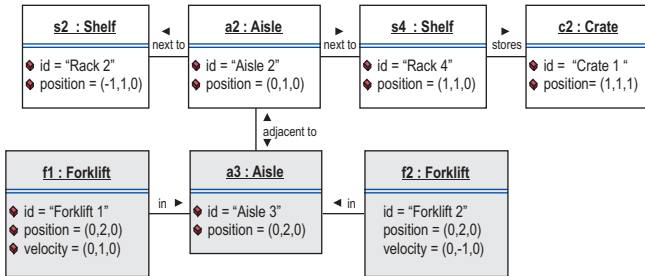 s2 : Shelf
id = “Rack 2”
position = (-1,1,0)
next to
a2 : Aisle
id = “Aisle 2”
position = (0,1,0)
next to
s4 : Shelf
id = “Rack 4”
position = (1,1,0)
stores
c2 : Crate
id = “Crate 1 “
position= (1,1,1)
adjacent to
f1 : Forklift
id = “Forklift 1”
position = (0,2,0)
velocity = (0,1,0)
in
a3 : Aisle
id = “Aisle 3”
position = (0,2,0)
in
f2 : Forklift
id = “Forklift 2”
position = (0,2,0)
velocity = (0,-1,0)